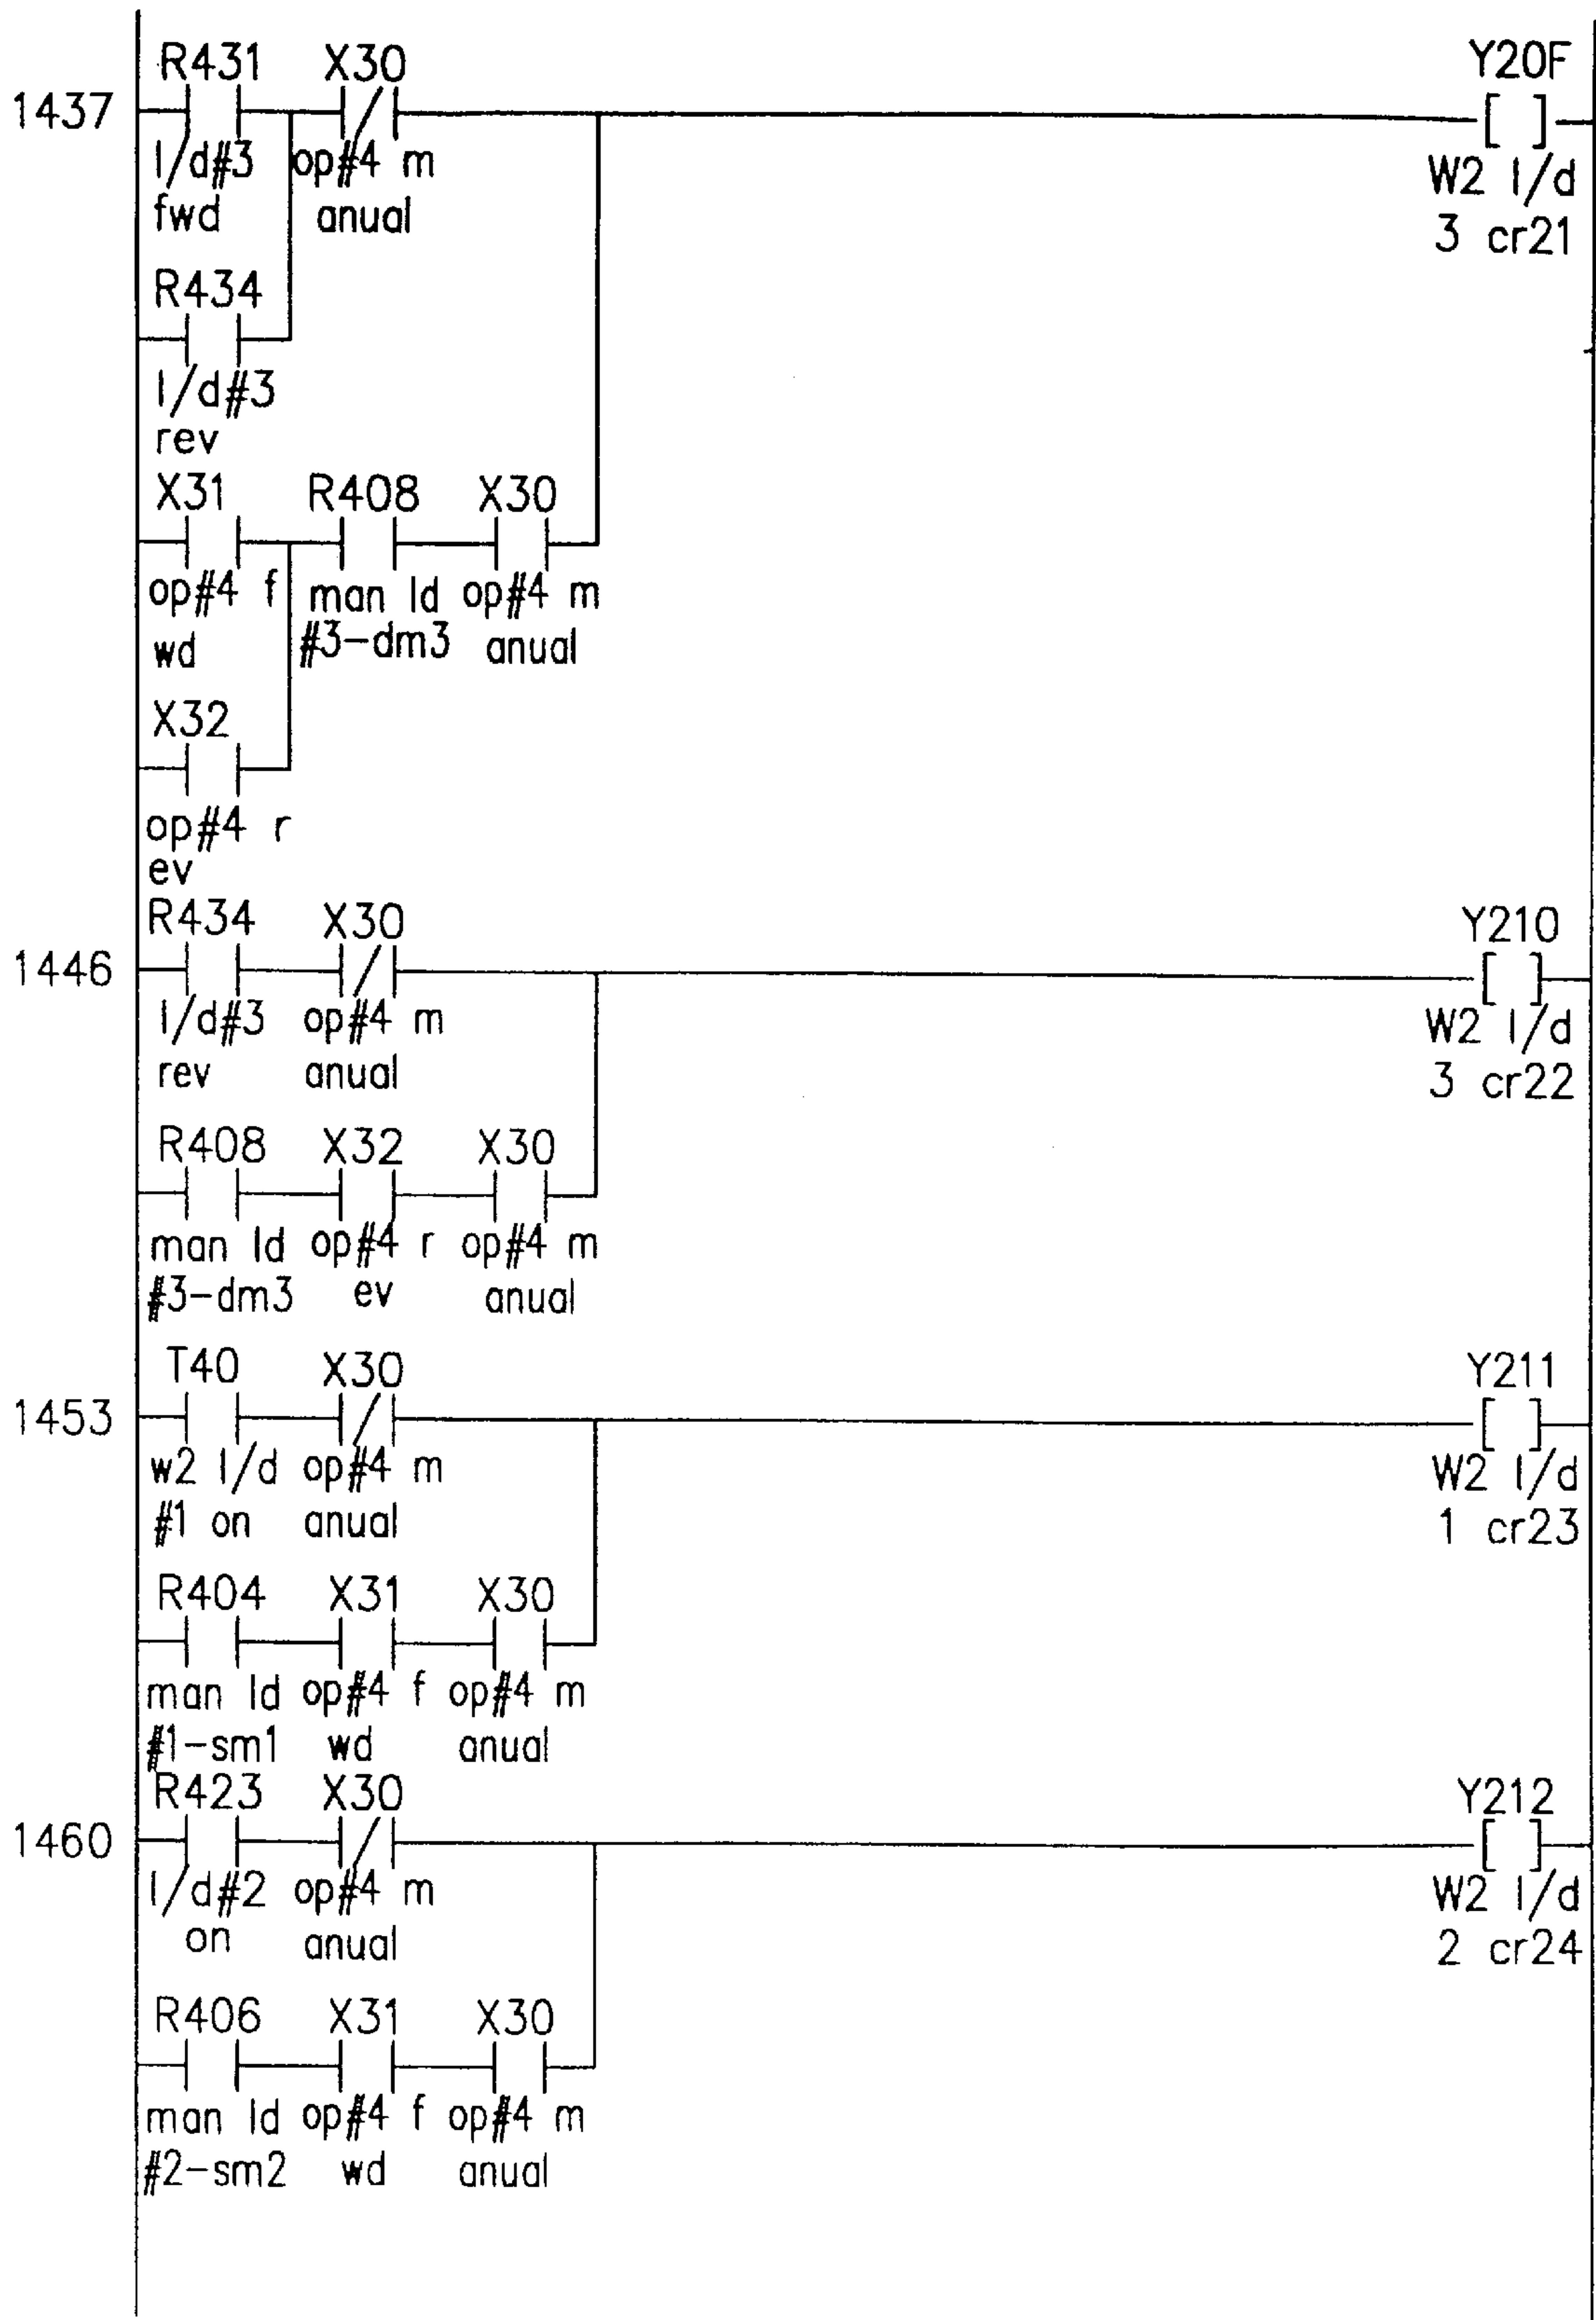 R431 X30 Y20F
1437
l/d#3 op#4 m W2 l/d
fwd anual 3 cr21
R434
l/d#3
rev
X31 R408 X30
op#4 f man ld op#4 m
wd #3-dm3 anual
X32
op#4 r
ev
R434 X30 Y210
1446
l/d#3 op#4 m W2 l/d
rev anual 3 cr22
R408 X32 X30
man ld op#4 r op#4 m
#3-dm3 ev anual
T40 X30 Y211
1453
w2 l/d op#4 m W2 l/d
#1 on anual 1 cr23
R404 X31 X30
man ld op#4 f op#4 m
#1-sm1 wd anual
R423 X30 Y212
1460
l/d#2 op#4 m W2 l/d
on anual 2 cr24
R406 X31 X30
man ld op#4 f op#4 m
#2-sm2 wd anual